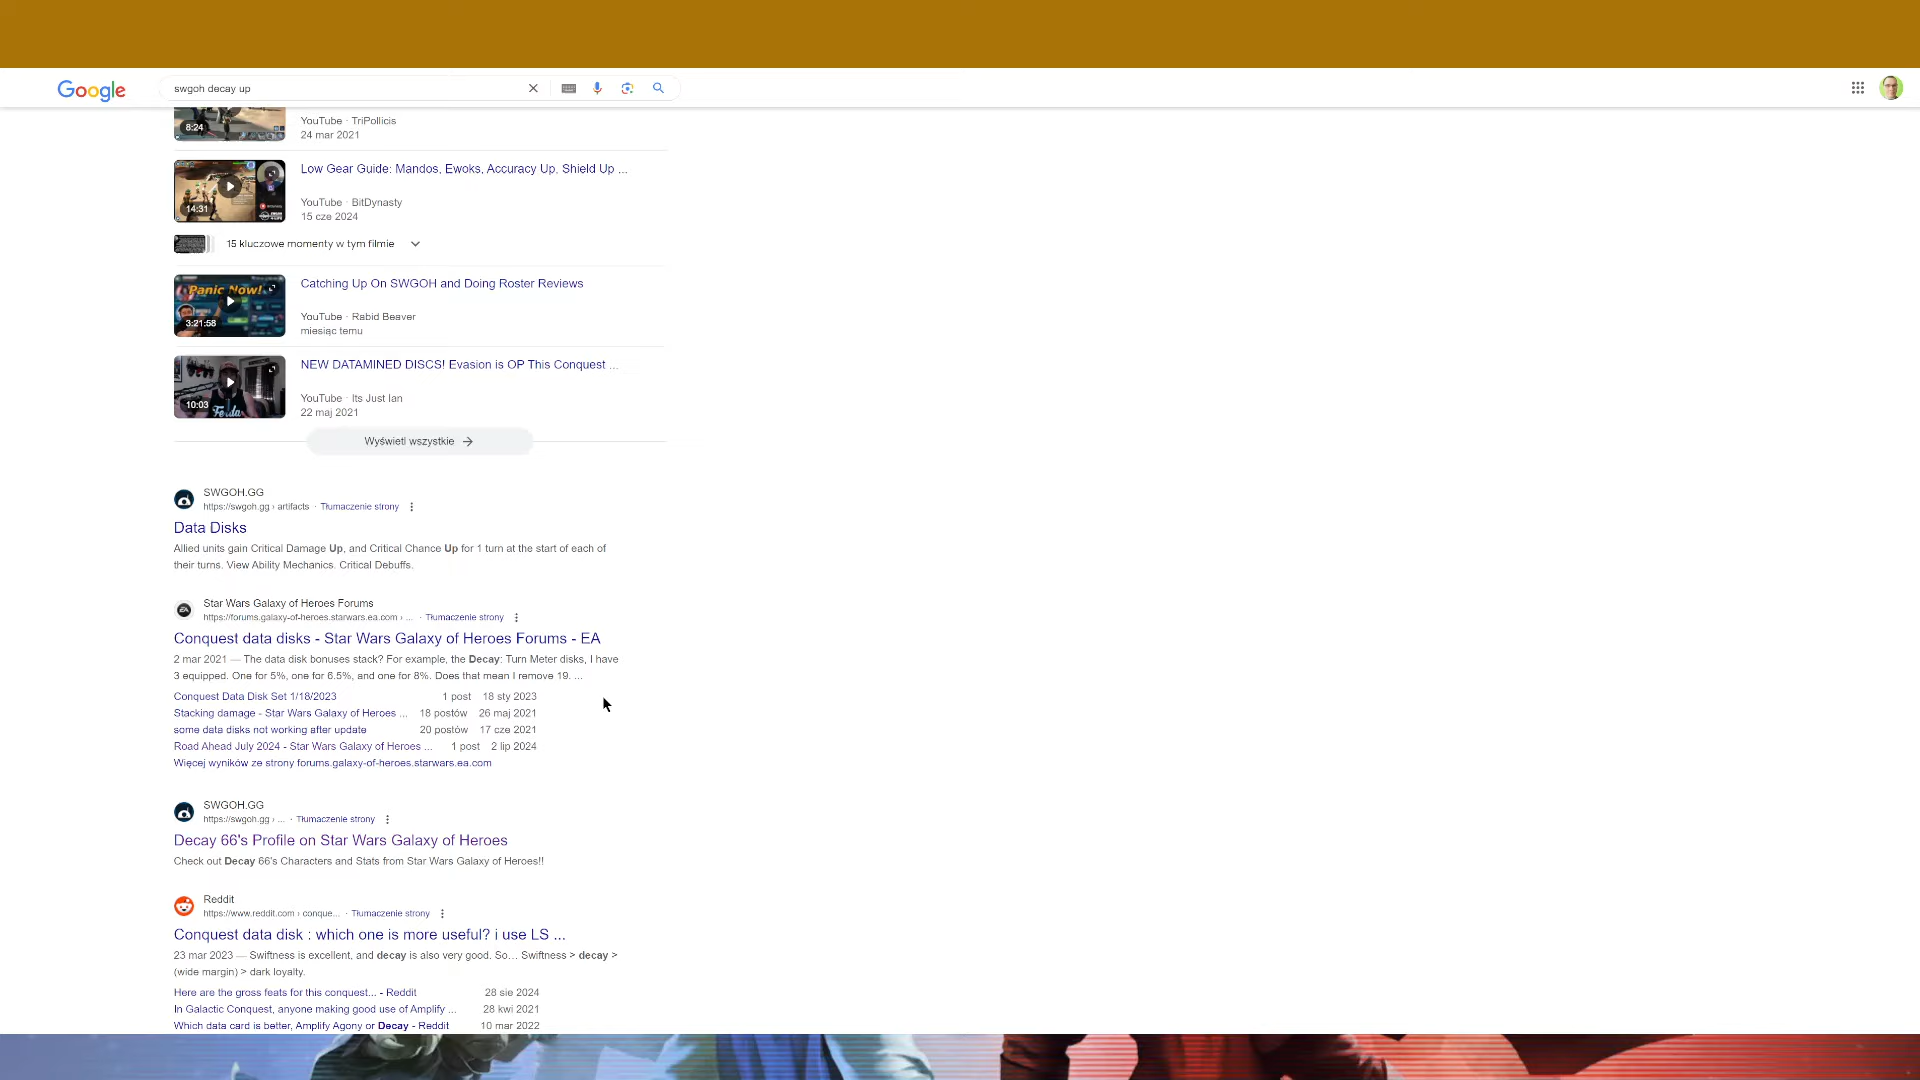 Google
swgoh decay up
8:24
YouTube · TriPollicis
24 mar 2021
Low Gear Guide: Mandos, Ewoks, Accuracy Up, Shield Up ...
14:31
YouTube · BitDynasty
15 cze 2024
15 kluczowe momenty w tym filmie
Catching Up On SWGOH and Doing Roster Reviews
Panic Now!
3:21:58
YouTube · Rabid Beaver
miesiąc temu
NEW DATAMINED DISCS! Evasion is OP This Conquest ...
10:03
YouTube · Its Just Ian
22 maj 2021
Wyświetl wszystkie
SWGOH.GG
https://swgoh.gg › artifacts · Tłumaczenie strony
Data Disks
Allied units gain Critical Damage Up, and Critical Chance Up for 1 turn at the start of each of
their turns. View Ability Mechanics. Critical Debuffs.
Star Wars Galaxy of Heroes Forums
https://forums.galaxy-of-heroes.starwars.ea.com › ... · Tłumaczenie strony
Conquest data disks - Star Wars Galaxy of Heroes Forums - EA
2 mar 2021 — The data disk bonuses stack? For example, the Decay: Turn Meter disks, I have
3 equipped. One for 5%, one for 6.5%, and one for 8%. Does that mean I remove 19. ...
Conquest Data Disk Set 1/18/2023 1 post 18 sty 2023
Stacking damage - Star Wars Galaxy of Heroes ... 18 postów 26 maj 2021
some data disks not working after update 20 postów 17 cze 2021
Road Ahead July 2024 - Star Wars Galaxy of Heroes ... 1 post 2 lip 2024
Więcej wyników ze strony forums.galaxy-of-heroes.starwars.ea.com
SWGOH.GG
https://swgoh.gg › ... · Tłumaczenie strony
Decay 66's Profile on Star Wars Galaxy of Heroes
Check out Decay 66's Characters and Stats from Star Wars Galaxy of Heroes!!
Reddit
https://www.reddit.com › conque... · Tłumaczenie strony
Conquest data disk : which one is more useful? i use LS ...
23 mar 2023 — Swiftness is excellent, and decay is also very good. So… Swiftness > decay >
(wide margin) > dark loyalty.
Here are the gross feats for this conquest... - Reddit 28 sie 2024
In Galactic Conquest, anyone making good use of Amplify ... 28 kwi 2021
Which data card is better, Amplify Agony or Decay - Reddit 10 mar 2022